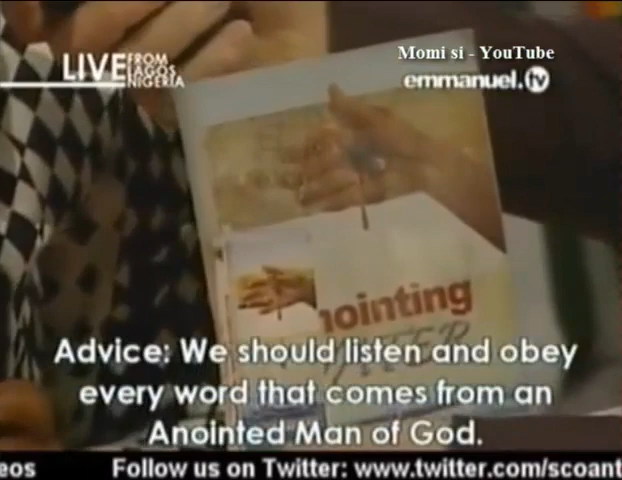 LIVE FROM LAGOS NIGERIA
Momi si - YouTube
emmanuel.tv
nointing
Advice: We should listen and obey
every word that comes from an
Anointed Man of God.
eos Follow us on Twitter: www.twitter.com/scoant